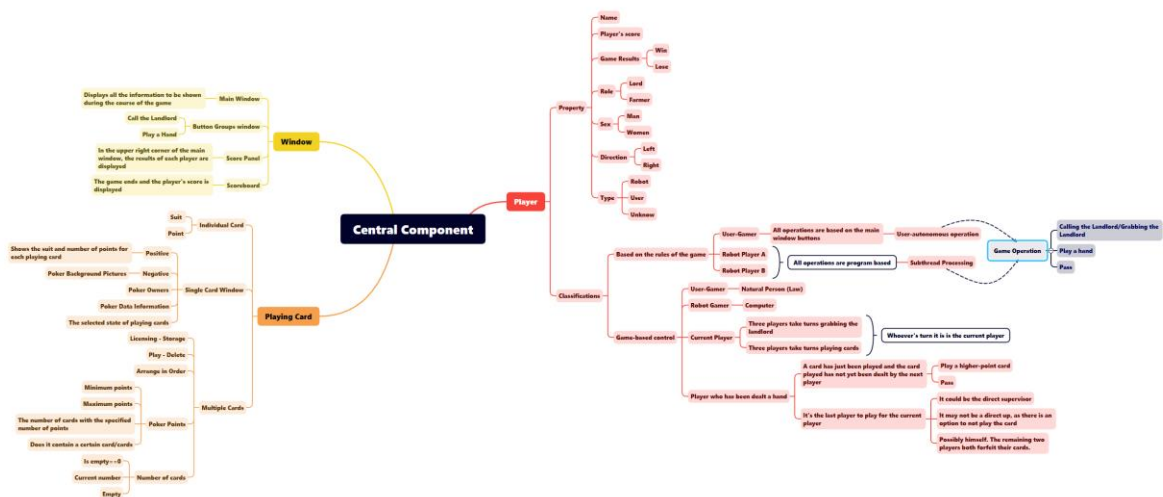 Central Component
Window
Main Window
Displays all the information to be shown
during the course of the game
Button Groups window
Call the Landlord
Play a Hand
Score Panel
In the upper right corner of the main
window, the results of each player are
displayed
Scoreboard
The game ends and the player's score is
displayed
Playing Card
Individual Card
Suit
Point
Single Card Window
Positive
Shows the suit and number of points for
each playing card
Negative
Poker Background Pictures
Poker Owners
Poker Data Information
The selected state of playing cards
Multiple Cards
Licensing - Storage
Play - Delete
Arrange in Order
Poker Points
Minimum points
Maximum points
The number of cards with the specified
number of points
Does it contain a certain card/cards
Number of cards
Is empty==0
Current number
Empty
Player
Property
Name
Player's score
Game Results
Win
Lose
Role
Lord
Farmer
Sex
Man
Women
Direction
Left
Right
Type
Robot
User
Unknow
Classifications
Based on the rules of the game
User-Gamer
All operations are based on the main
window buttons
User-autonomous operation
Robot Player A
Robot Player B
All operations are program based
Subthread Processing
Game Operation
Calling the Landlord/Grabbing the
Landlord
Play a hand
Pass
Game-based control
User-Gamer
Natural Person (Law)
Robot Gamer
Computer
Current Player
Three players take turns grabbing the
landlord
Three players take turns playing cards
Whoever's turn it is is the current player
Player who has been dealt a hand
A card has just been played and the card
played has not yet been dealt by the next
player
Play a higher-point card
Pass
It's the last player to play for the current
player
It could be the direct supervisor
It may not be a direct up, as there is an
option to not play the card
Possibly himself. The remaining two
players both forfeit their cards.